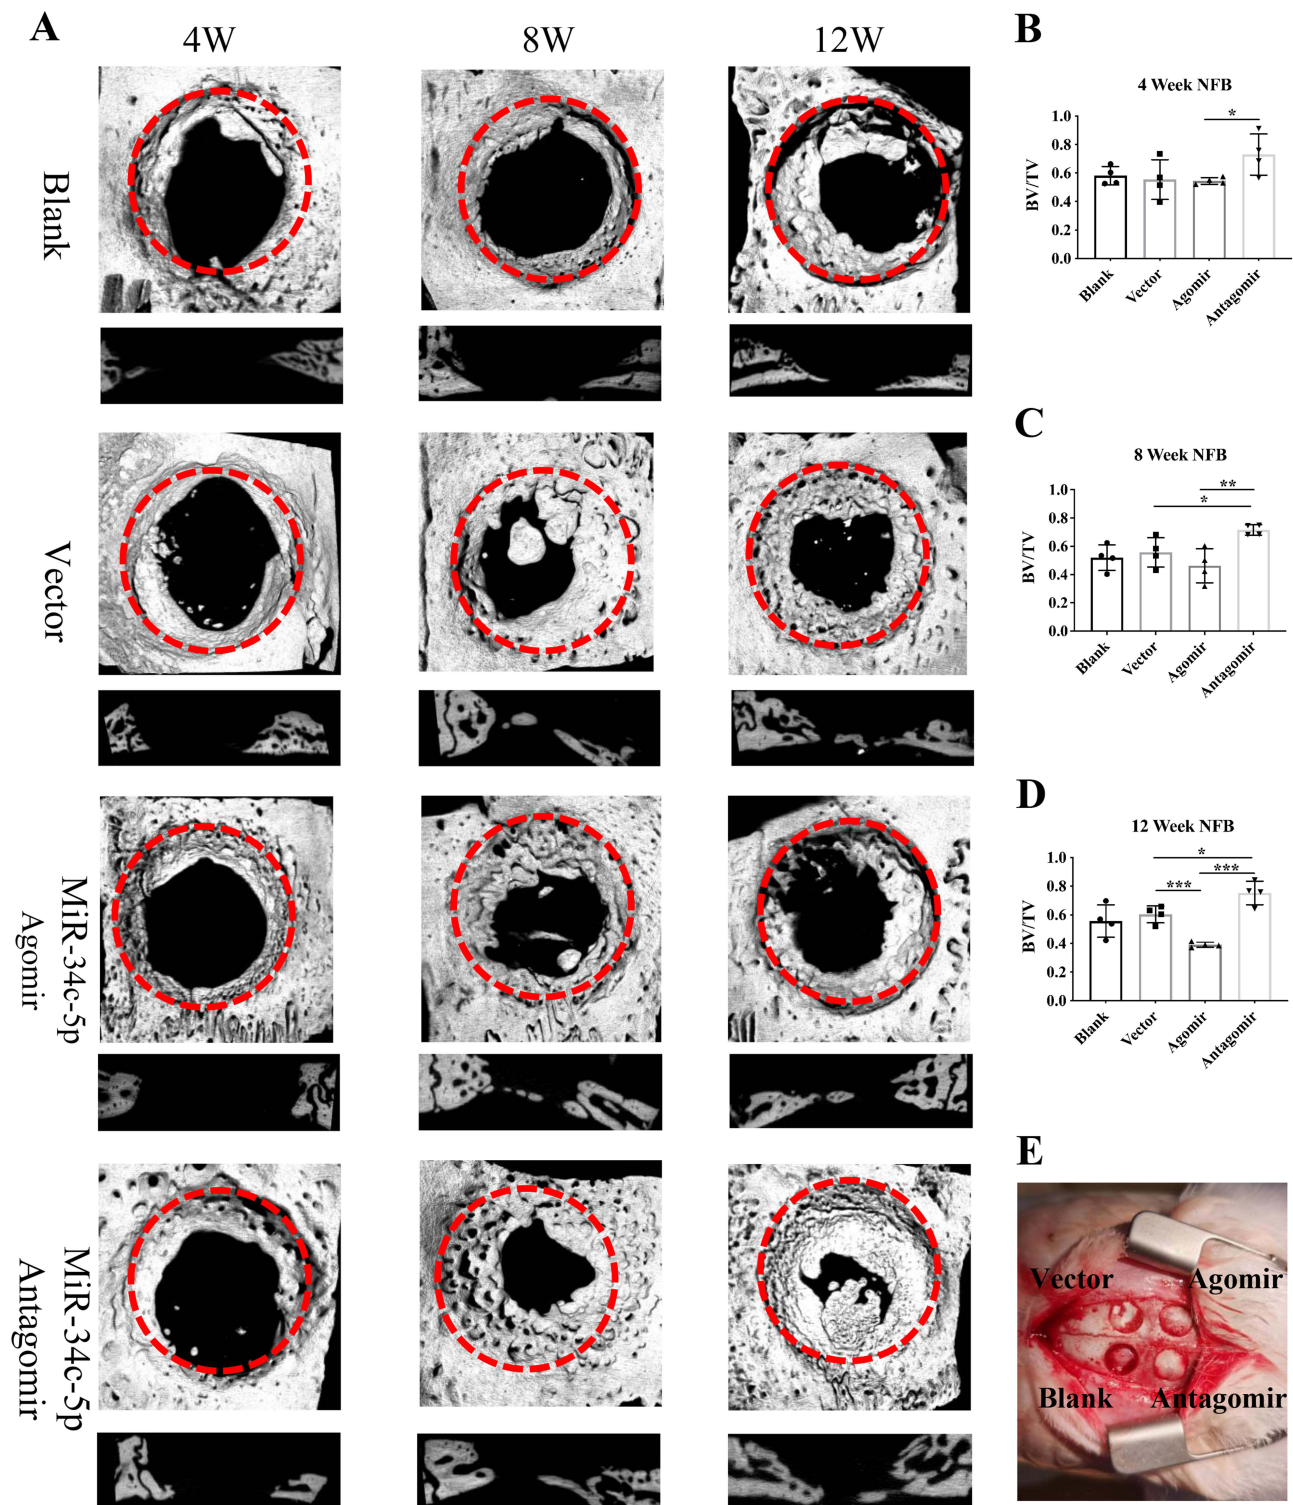 A
4W
8W
12W
Blank
Vector
MiR-34c-5p
Agomir
MiR-34c-5p
Antagomir
B
4 Week NFB
BV/TV
1.0
0.8
0.6
0.4
0.2
0.0
*
Blank
Vector
Agomir
Antagomir
C
8 Week NFB
BV/TV
1.0
0.8
0.6
0.4
0.2
0.0
**
*
Blank
Vector
Agomir
Antagomir
D
12 Week NFB
BV/TV
1.0
0.8
0.6
0.4
0.2
0.0
*
*** ***
Blank
Vector
Agomir
Antagomir
E
Vector Agomir
Blank Antagomir